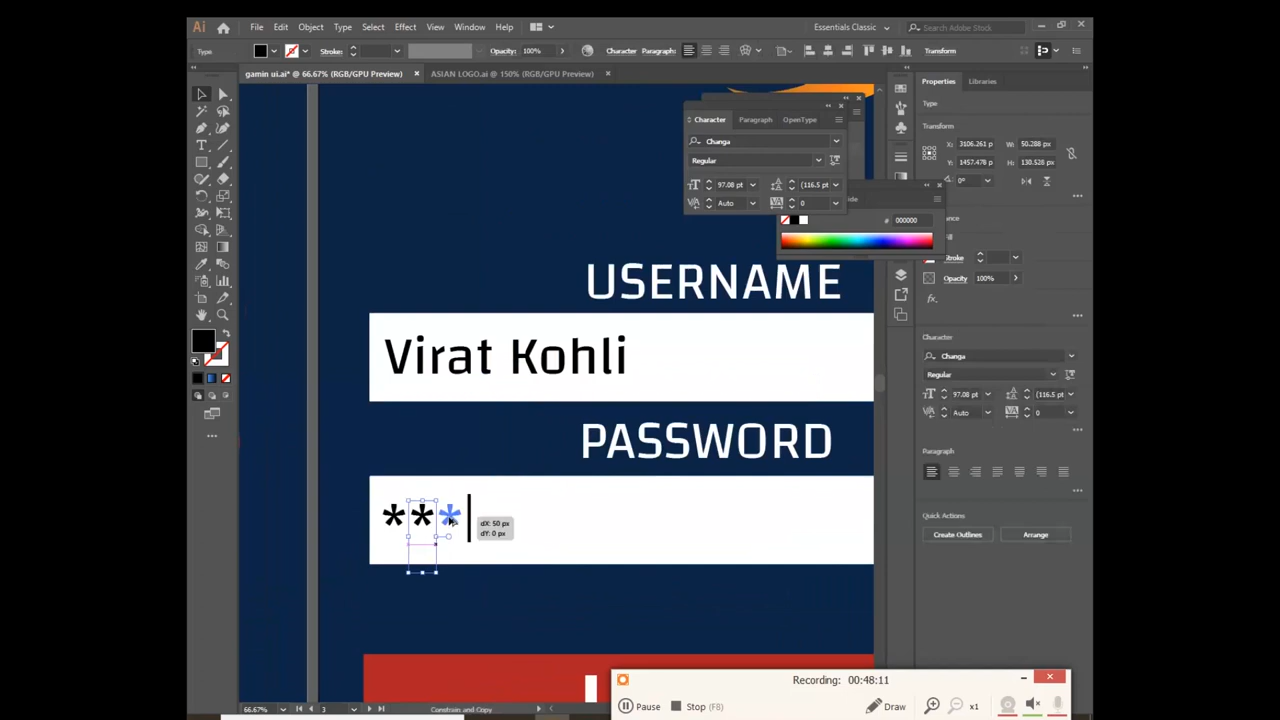 Ai File Edit Object Type Select Effect View Window Help Essentials Classic Search Adobe Stock
Type Stroke: Opacity: 100% Character Paragraph: Transform
gamin ui.ai* @ 66.67% (RGB/GPU Preview) × ASIAN LOGO.ai @ 150% (RGB/GPU Preview) ×
Properties Libraries
Type
Character Paragraph OpenType
Changa
Regular
97.08 pt (116.5 pt
Auto 0
# 000000
Transform
X: 3106.261 p W: 50.288 px
Y: 1457.478 p H: 130.528 px
0°
Stroke
Opacity 100%
fx.
Character
Changa
Regular
97.08 pt (116.5 pt
Auto 0
Paragraph
Quick Actions
Create Outlines Arrange
USERNAME
Virat Kohli
PASSWORD
***
dX: 50 px
dY: 0 px
Recording: 00:48:11
Pause Stop (F8) Draw x1
66.67% 3 Constrain and Copy